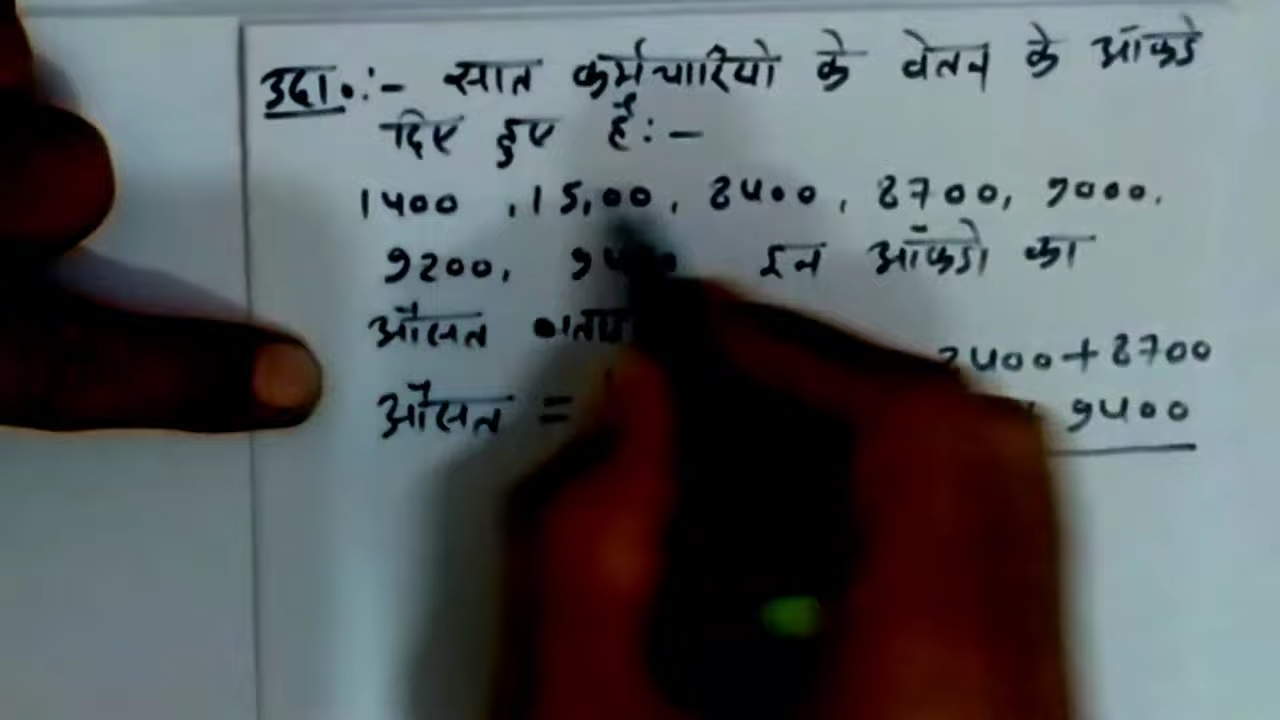 उदा०:- सात कर्मचारियो के वेतन के आँकडे
दिए हुए है:-
1400 ,15,00, 8400, 8700, 9000,
9200, इन आँकडो का
औसत
2400+8700
औसत = 9400